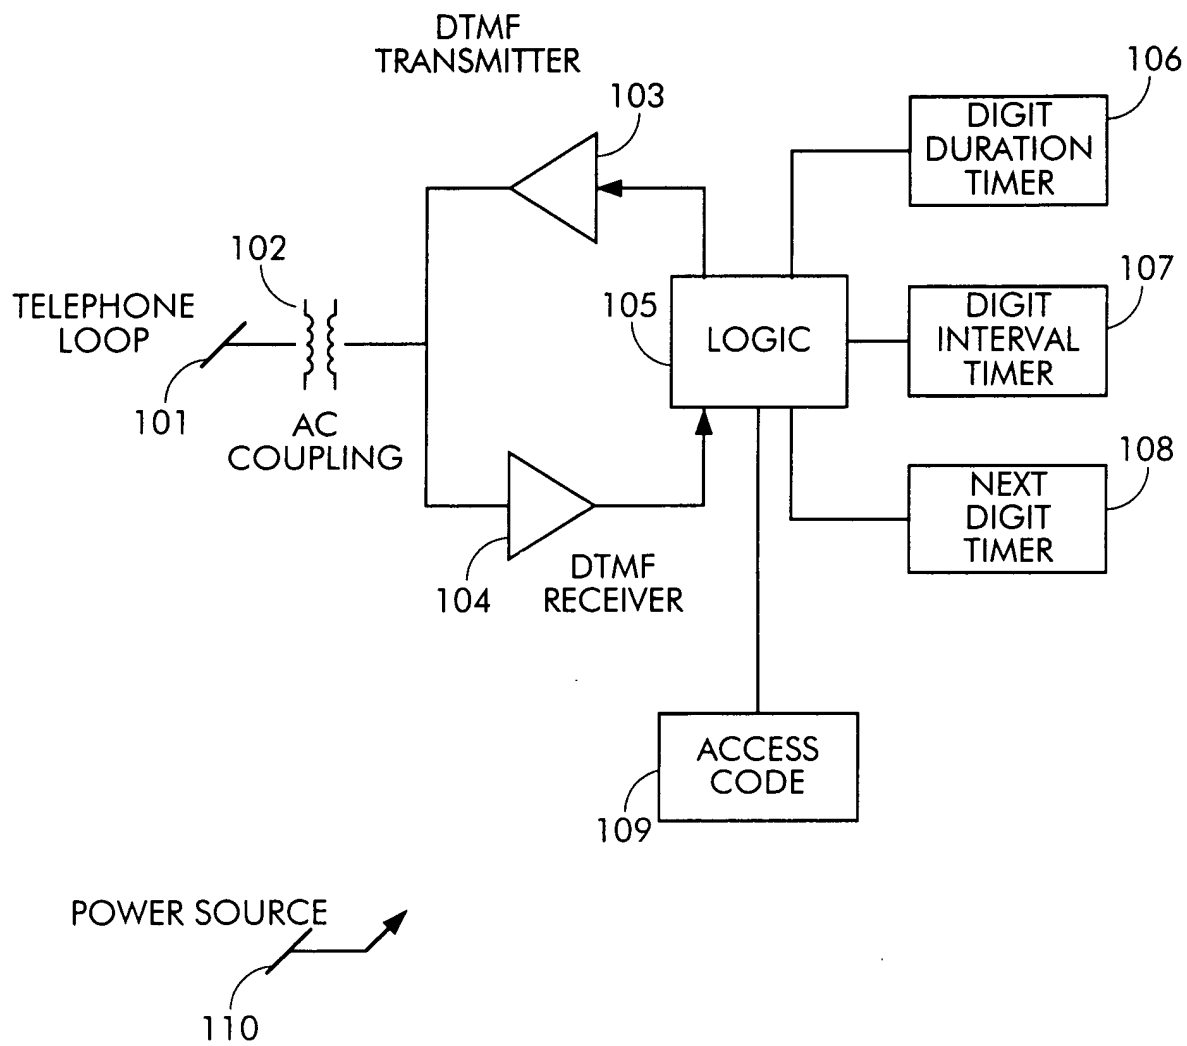 DTMF
TRANSMITTER
103
106
DIGIT
DURATION
TIMER
102
TELEPHONE
LOOP
101
AC
COUPLING
105
LOGIC
107
DIGIT
INTERVAL
TIMER
108
NEXT
DIGIT
TIMER
104
DTMF
RECEIVER
ACCESS
CODE
109
POWER SOURCE
110